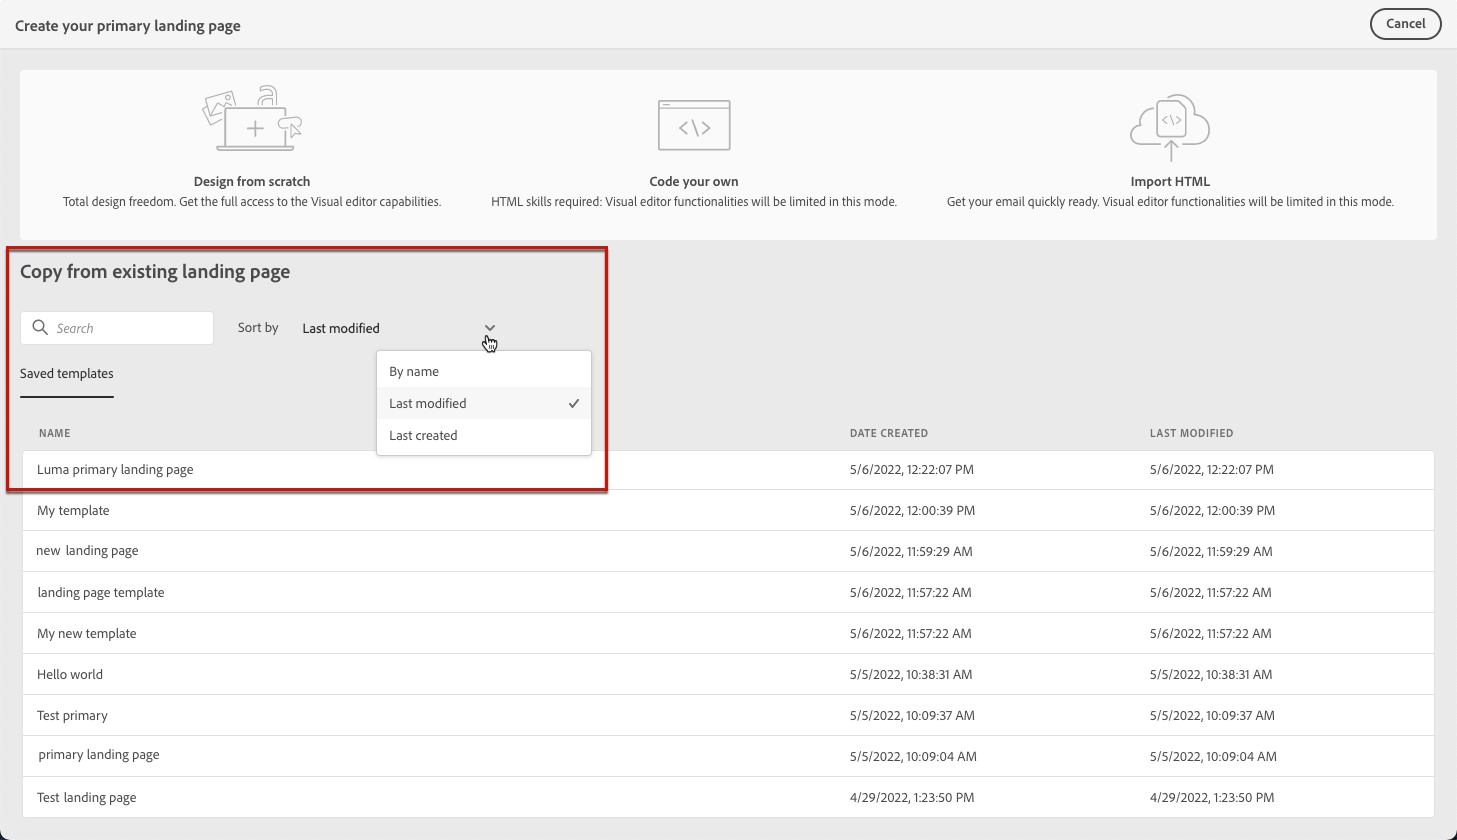 Create your primary landing page
Cancel
Design from scratch
Total design freedom. Get the full access to the Visual editor capabilities.
Code your own
HTML skills required: Visual editor functionalities will be limited in this mode.
Import HTML
Get your email quickly ready. Visual editor functionalities will be limited in this mode.
Copy from existing landing page
Search
Sort by
Last modified
By name
Last modified
Last created
Saved templates
NAME DATE CREATED LAST MODIFIED
Luma primary landing page 5/6/2022, 12:22:07 PM 5/6/2022, 12:22:07 PM
My template 5/6/2022, 12:00:39 PM 5/6/2022, 12:00:39 PM
new landing page 5/6/2022, 11:59:29 AM 5/6/2022, 11:59:29 AM
landing page template 5/6/2022, 11:57:22 AM 5/6/2022, 11:57:22 AM
My new template 5/6/2022, 11:57:22 AM 5/6/2022, 11:57:22 AM
Hello world 5/5/2022, 10:38:31 AM 5/5/2022, 10:38:31 AM
Test primary 5/5/2022, 10:09:37 AM 5/5/2022, 10:09:37 AM
primary landing page 5/5/2022, 10:09:04 AM 5/5/2022, 10:09:04 AM
Test landing page 4/29/2022, 1:23:50 PM 4/29/2022, 1:23:50 PM